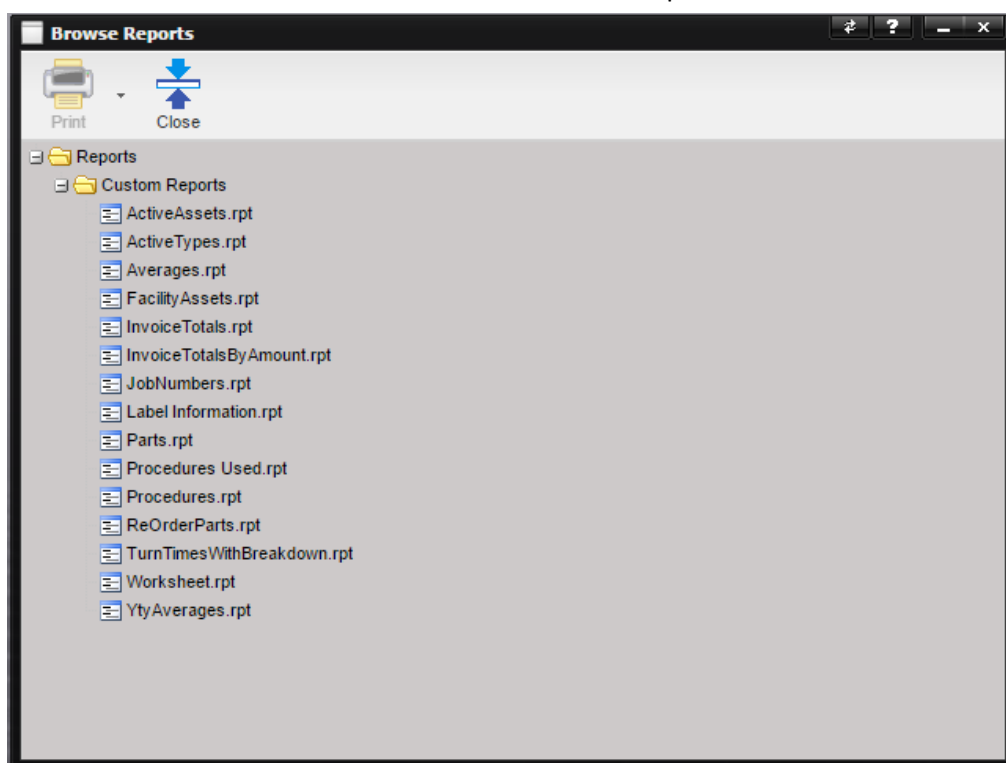 Browse Reports
?
Print
Close
Reports
Custom Reports
ActiveAssets.rpt
ActiveTypes.rpt
Averages.rpt
FacilityAssets.rpt
InvoiceTotals.rpt
InvoiceTotalsByAmount.rpt
JobNumbers.rpt
Label Information.rpt
Parts.rpt
Procedures Used.rpt
Procedures.rpt
ReOrderParts.rpt
TurnTimesWithBreakdown.rpt
Worksheet.rpt
YtyAverages.rpt